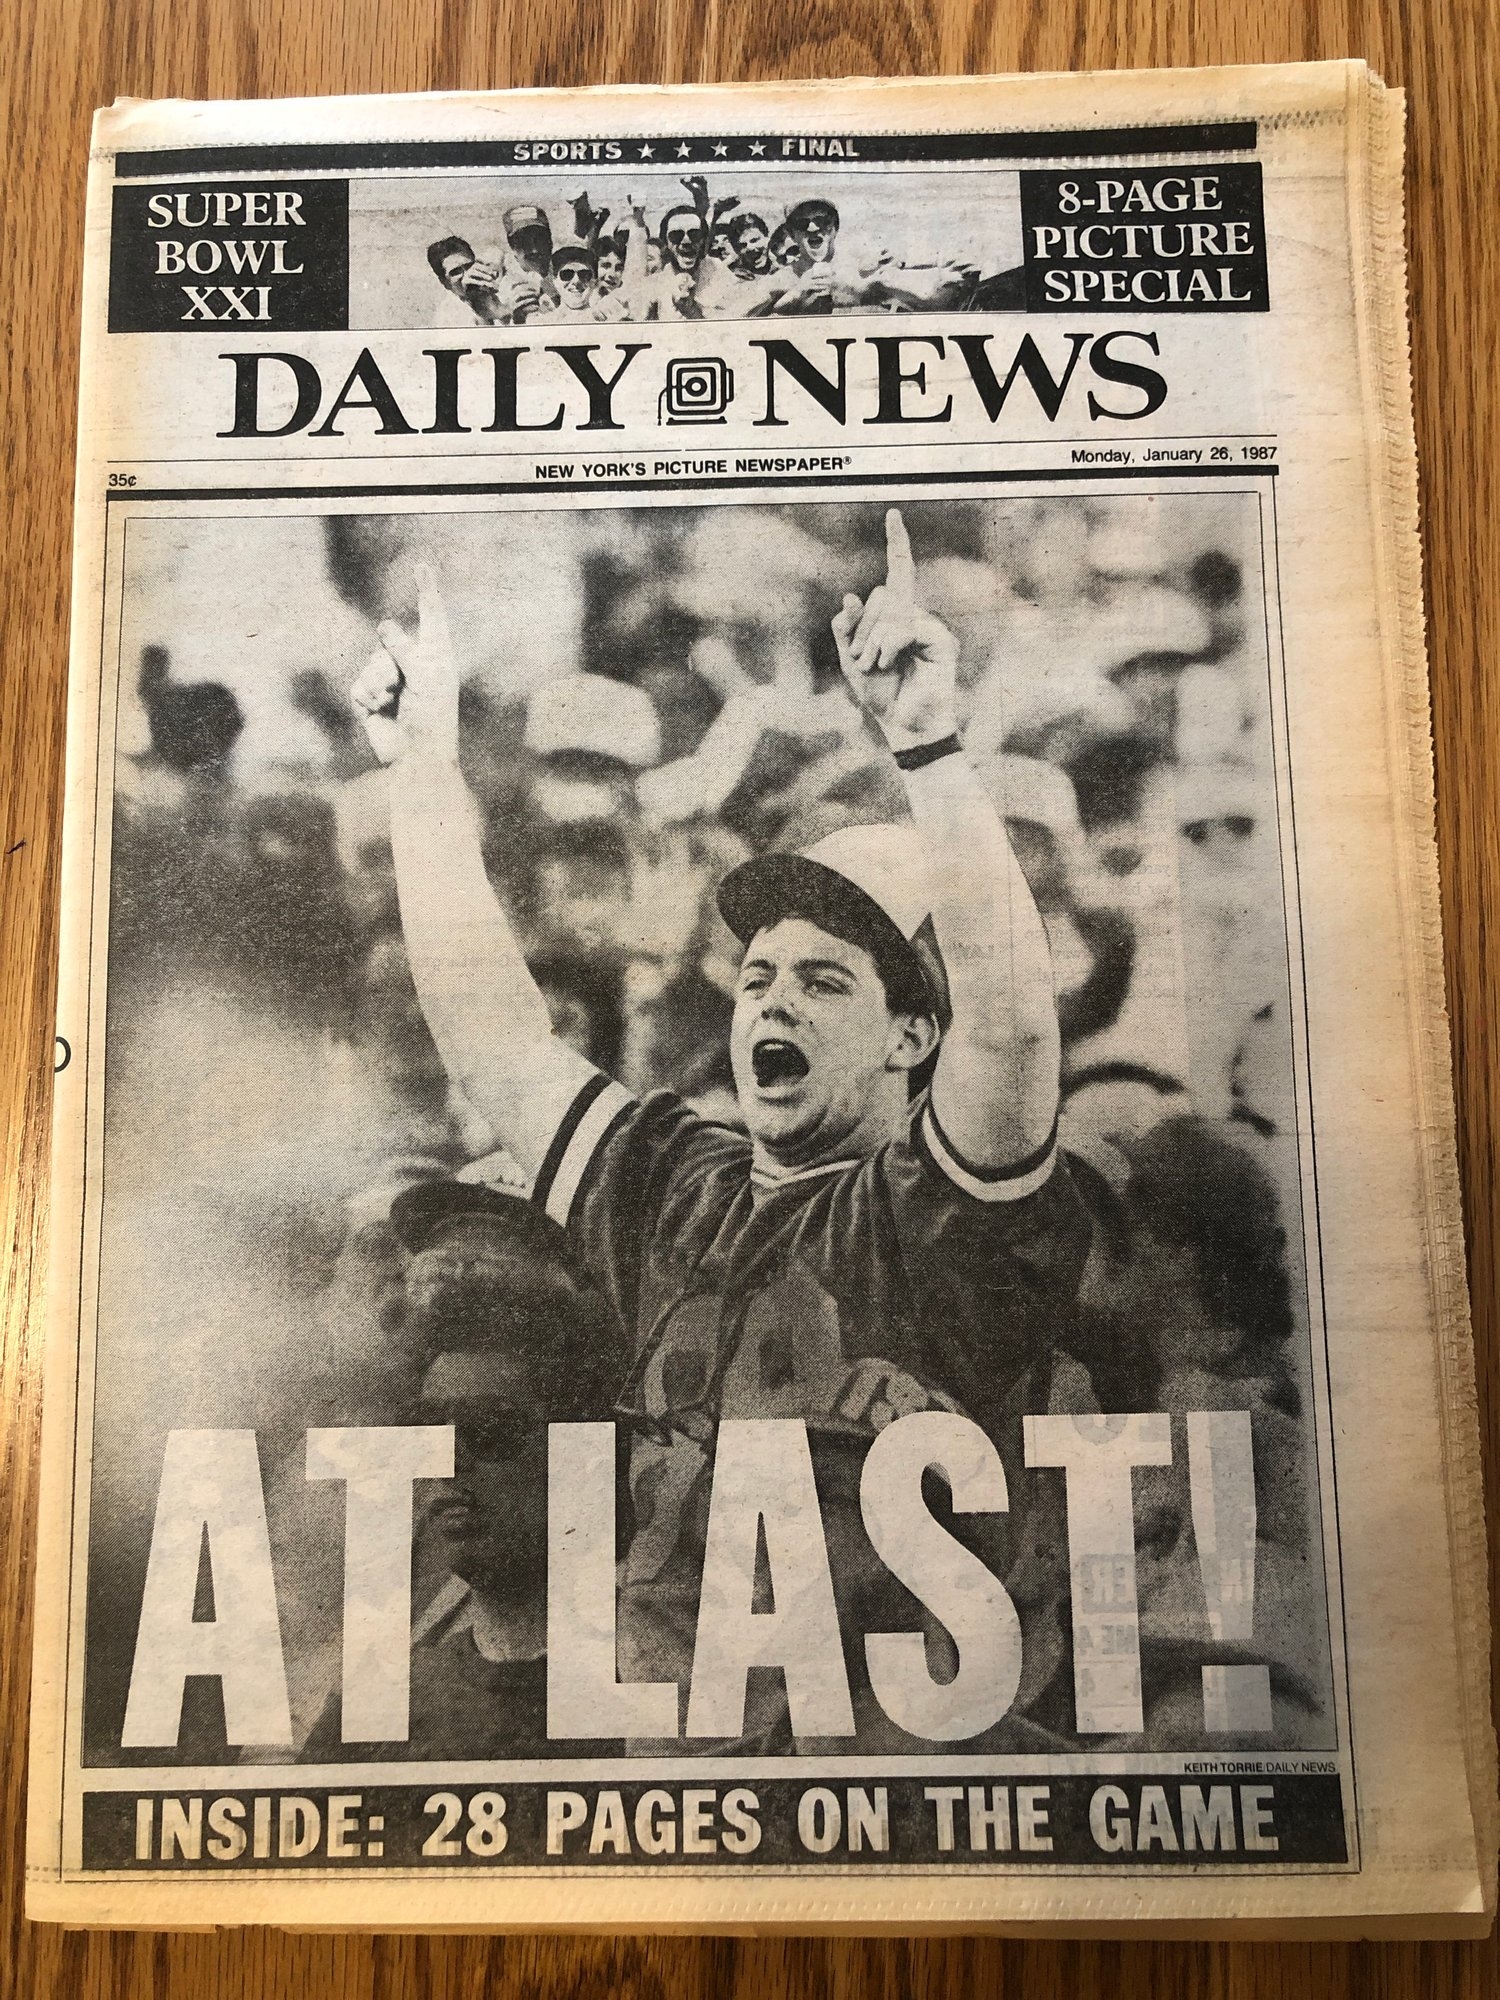 SPORTS ★ ★ ★ ★ FINAL
SUPER
BOWL
XXI
8-PAGE
PICTURE
SPECIAL
DAILY NEWS
35¢
NEW YORK'S PICTURE NEWSPAPER®
Monday, January 26, 1987
AT LAST!
KEITH TORRIE/DAILY NEWS
INSIDE: 28 PAGES ON THE GAME